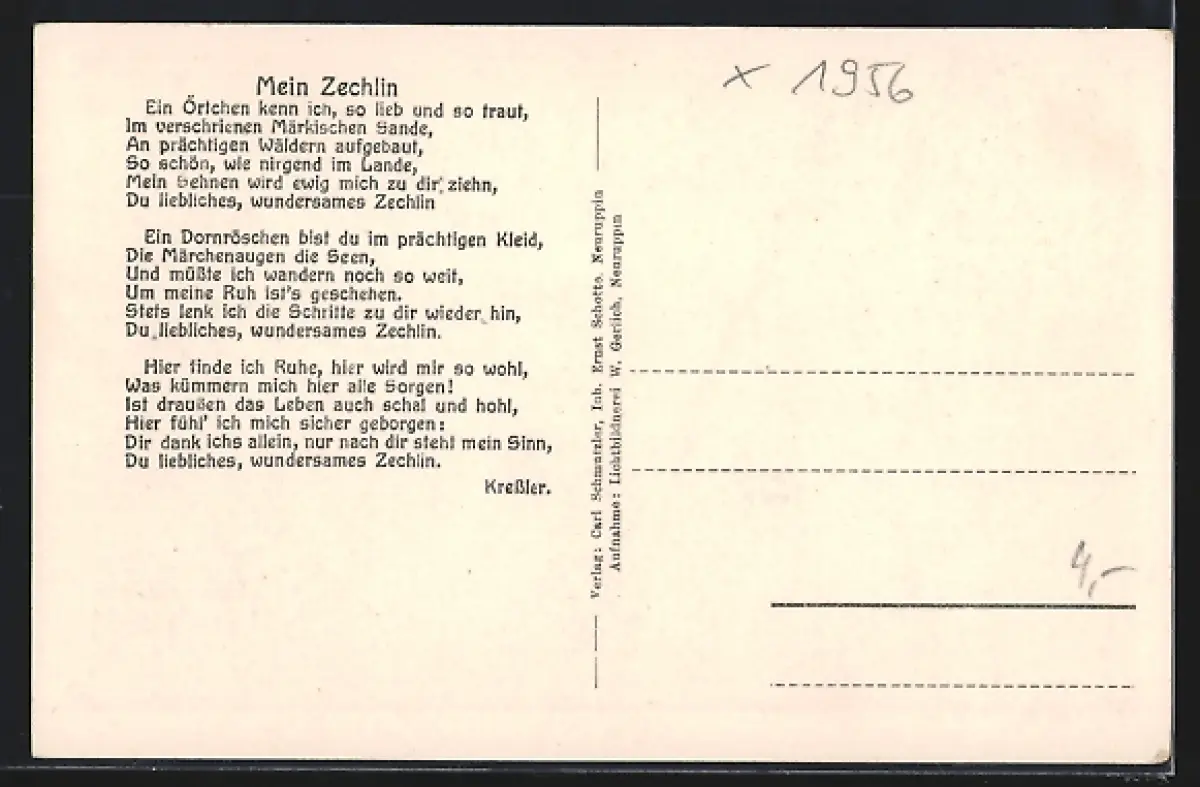 Mein Zechlin
Ein Örtchen kenn ich, so lieb und so traut,
Im verschrienen Märkischen Sande,
An prächtigen Wäldern aufgebaut,
So schön, wie nirgend im Lande,
Mein Sehnen wird ewig mich zu dir ziehn,
Du liebliches, wundersames Zechlin
Ein Dornröschen bist du im prächtigen Kleid,
Die Märchenaugen die Seen,
Und müßte ich wandern noch so weit,
Um meine Ruh ist's geschehen.
Stets lenk ich die Schritte zu dir wieder hin,
Du liebliches, wundersames Zechlin.
Hier finde ich Ruhe, hier wird mir so wohl,
Was kümmern mich hier alle Sorgen!
Ist draußen das Leben auch schal und hohl,
Hier fühl' ich mich sicher geborgen:
Dir dank ichs allein, nur nach dir steht mein Sinn,
Du liebliches, wundersames Zechlin.
Kreßler.
Verlag: Carl Schmutzler, Inh. Ernst Schotte, Neuruppin
Aufnahme: Lichtbildnerei W. Gerlich, Neuruppin
x 1956
4,-